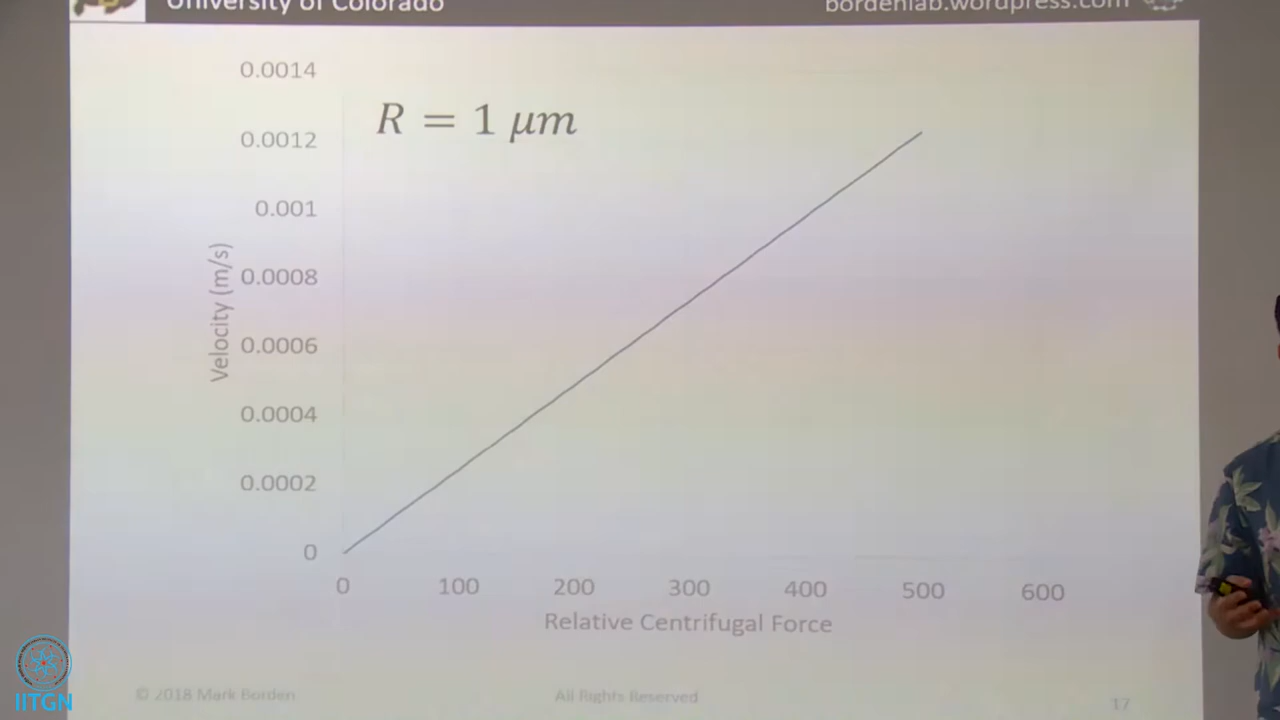 University of Colorado
bordenlab.wordpress.com
0.0014
R = 1 μm
0.0012
0.001
0.0008
0.0006
0.0004
0.0002
0
Velocity (m/s)
0 100 200 300 400 500 600
Relative Centrifugal Force
© 2018 Mark Borden
All Rights Reserved
17
IITGN